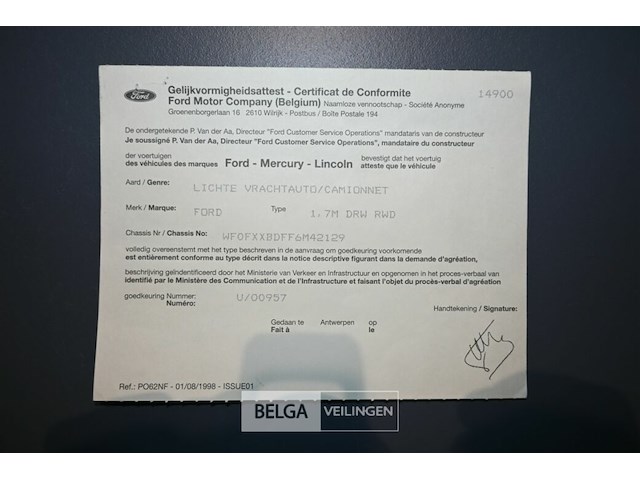 Ford
Gelijkvormigheidsattest - Certificat de Conformite
Ford Motor Company (Belgium) Naamloze vennootschap - Société Anonyme
Groenenborgerlaan 16 2610 Wilrijk - Postbus / Boîte Postale 194
14900
De ondergetekende P. Van der Aa, Directeur "Ford Customer Service Operations" mandataris van de constructeur
Je soussigné P. Van der Aa, Directeur "Ford Customer Service Operations", mandataire du constructeur
der voertuigen
des véhicules des marques
Ford - Mercury - Lincoln
bevestigt dat het voertuig
atteste que le véhicule
Aard / Genre: LICHTE VRACHTAUTO/CAMIONNET
Merk / Marque: FORD Type 1.7M DRW RWD
Chassis Nr / Chassis No: WF0FXXBDFF6M42129
volledig overeenstemt met het type beschreven in de aanvraag om goedkeuring voorkomende
est entièrement conforme au type décrit dans la notice descriptive figurant dans la demande d'agréation,
beschrijving geïdentificeerd door het Ministerie van Verkeer en Infrastructuur en opgenomen in het proces-verbaal van
identifié par le Ministère des Communication et de l'Infrastructure et faisant l'objet du procès-verbal d'agréation
goedkeuring Nummer: U/00957
Numéro:
Handtekening / Signature:
Gedaan te Antwerpen op
Fait à le
Ref.: PO62NF - 01/08/1998 - ISSUE01
BELGA VEILINGEN